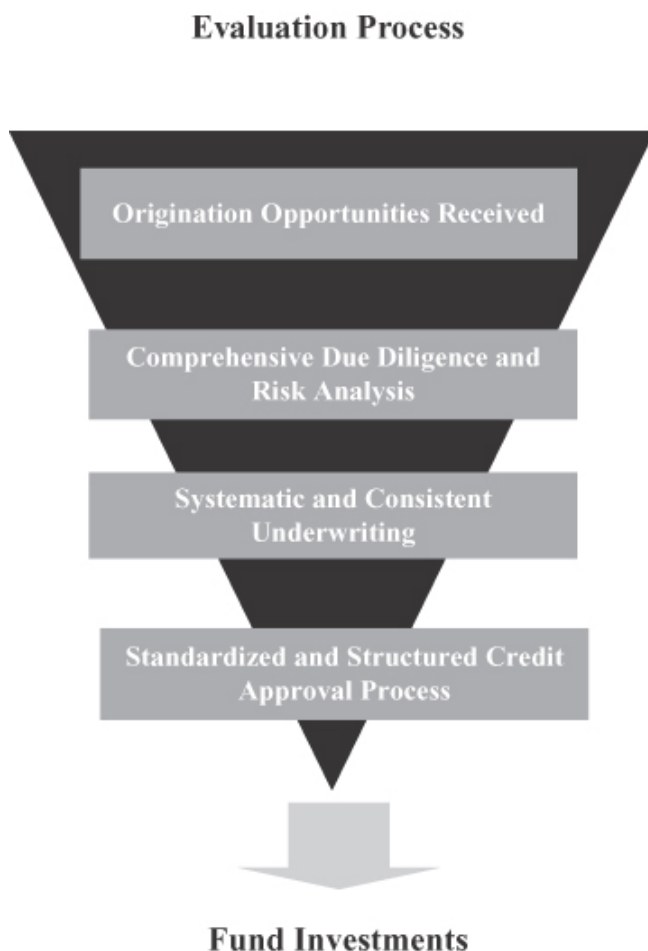 Evaluation Process
Origination Opportunities Received
Comprehensive Due Diligence and
Risk Analysis
Systematic and Consistent
Underwriting
Standardized and Structured Credit
Approval Process
Fund Investments